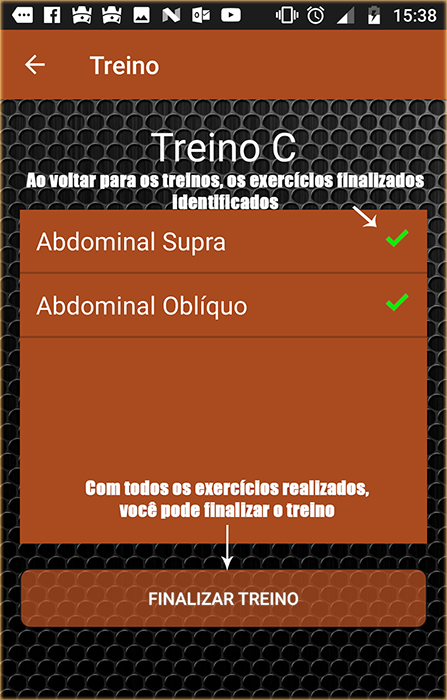 15:38
Treino
Treino C
Ao voltar para os treinos, os exercícios finalizados
identificados
Abdominal Supra
Abdominal Oblíquo
Com todos os exercícios realizados,
você pode finalizar o treino
FINALIZAR TREINO